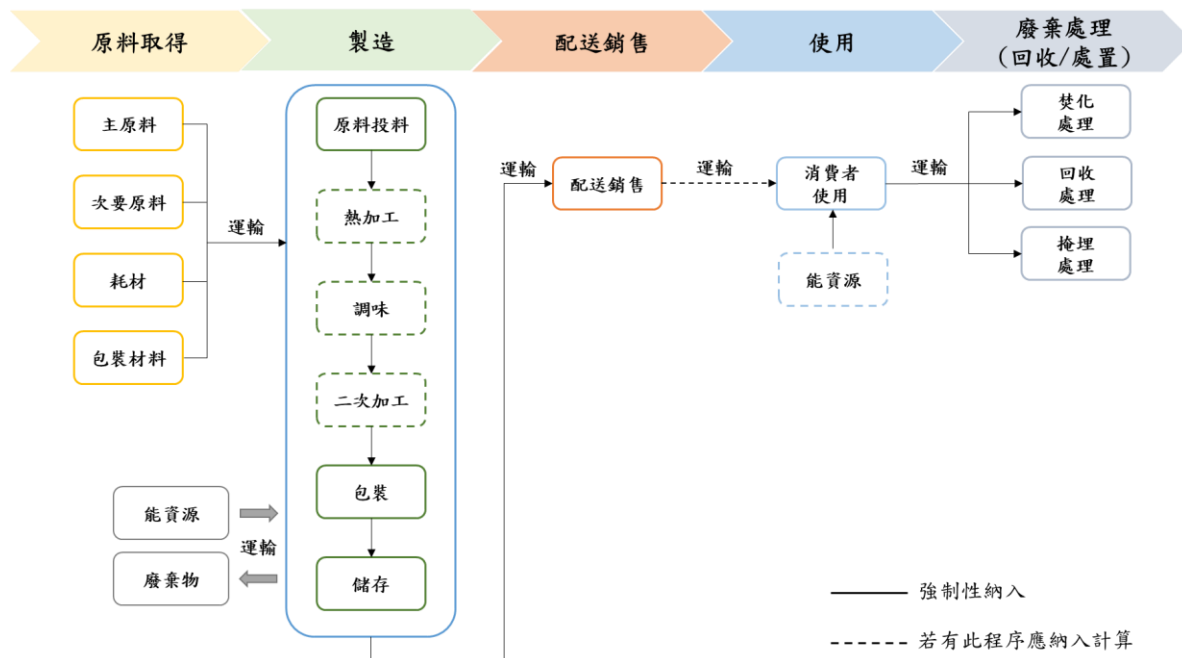 原料取得
製造
配送銷售
使用
廢棄處理
(回收/處置)
主原料
次要原料
耗材
包裝材料
運輸
能資源
運輸
廢棄物
原料投料
熱加工
調味
二次加工
包裝
儲存
運輸
配送銷售
運輸
消費者
使用
能資源
運輸
焚化
處理
回收
處理
掩埋
處理
強制性納入
若有此程序應納入計算